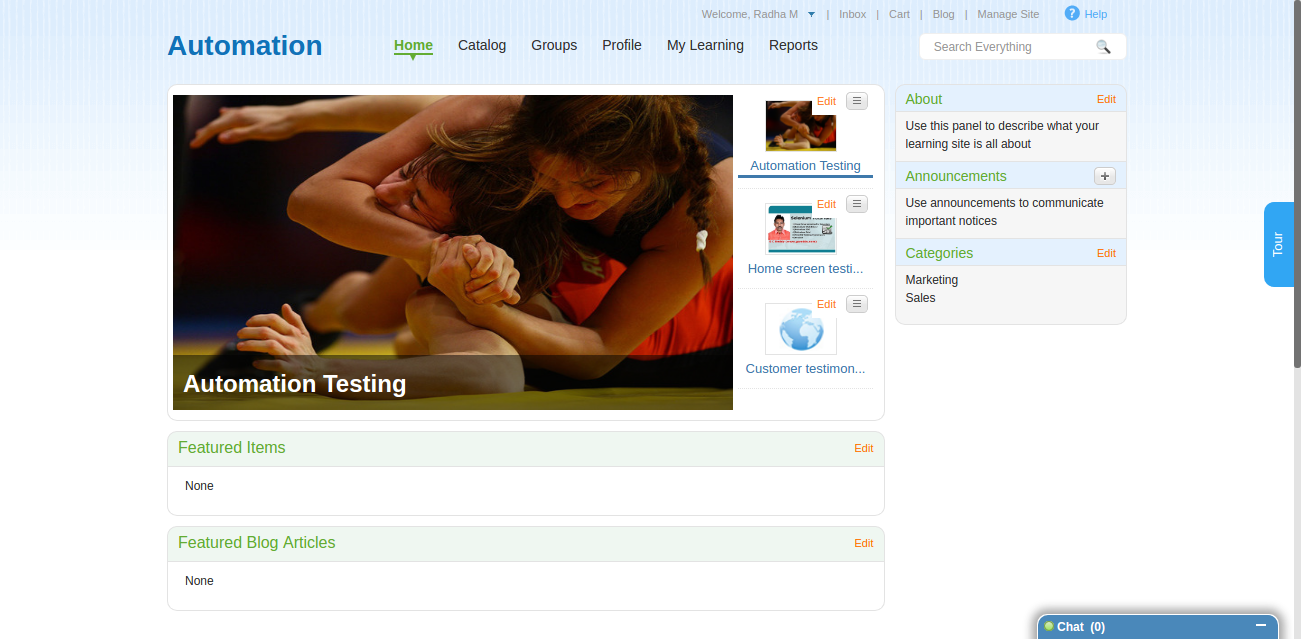 Welcome, Radha M | Inbox | Cart | Blog | Manage Site ? Help
Automation
Home Catalog Groups Profile My Learning Reports
Search Everything
Automation Testing
Edit
Automation Testing
Edit
Selenium
Home screen testi...
Edit
Customer testimon...
About Edit
Use this panel to describe what your
learning site is all about
Announcements +
Use announcements to communicate
important notices
Categories Edit
Marketing
Sales
Tour
Featured Items Edit
None
Featured Blog Articles Edit
None
Chat (0)